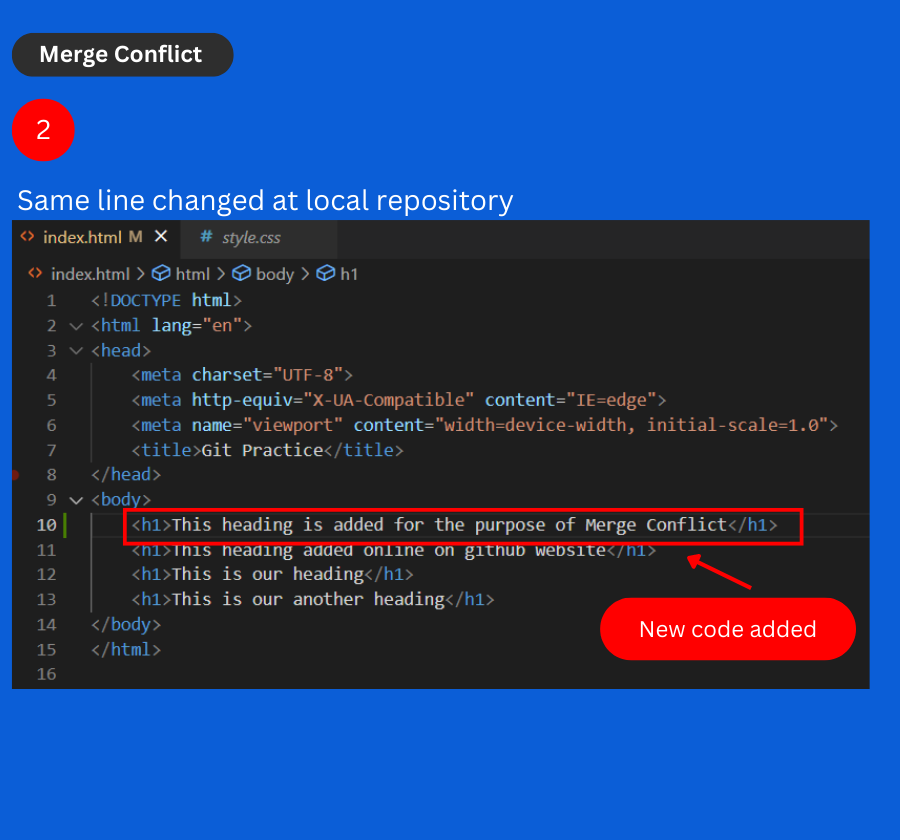 Merge Conflict
2
Same line changed at local repository
index.html M
# style.css
index.html > html > body > h1
1 <!DOCTYPE html>
2 <html lang="en">
3 <head>
4 <meta charset="UTF-8">
5 <meta http-equiv="X-UA-Compatible" content="IE=edge">
6 <meta name="viewport" content="width=device-width, initial-scale=1.0">
7 <title>Git Practice</title>
8 </head>
9 <body>
10 <h1>This heading is added for the purpose of Merge Conflict</h1>
11 <h1>This heading added online on github website</h1>
12 <h1>This is our heading</h1>
13 <h1>This is our another heading</h1>
14 </body>
15 </html>
16
New code added